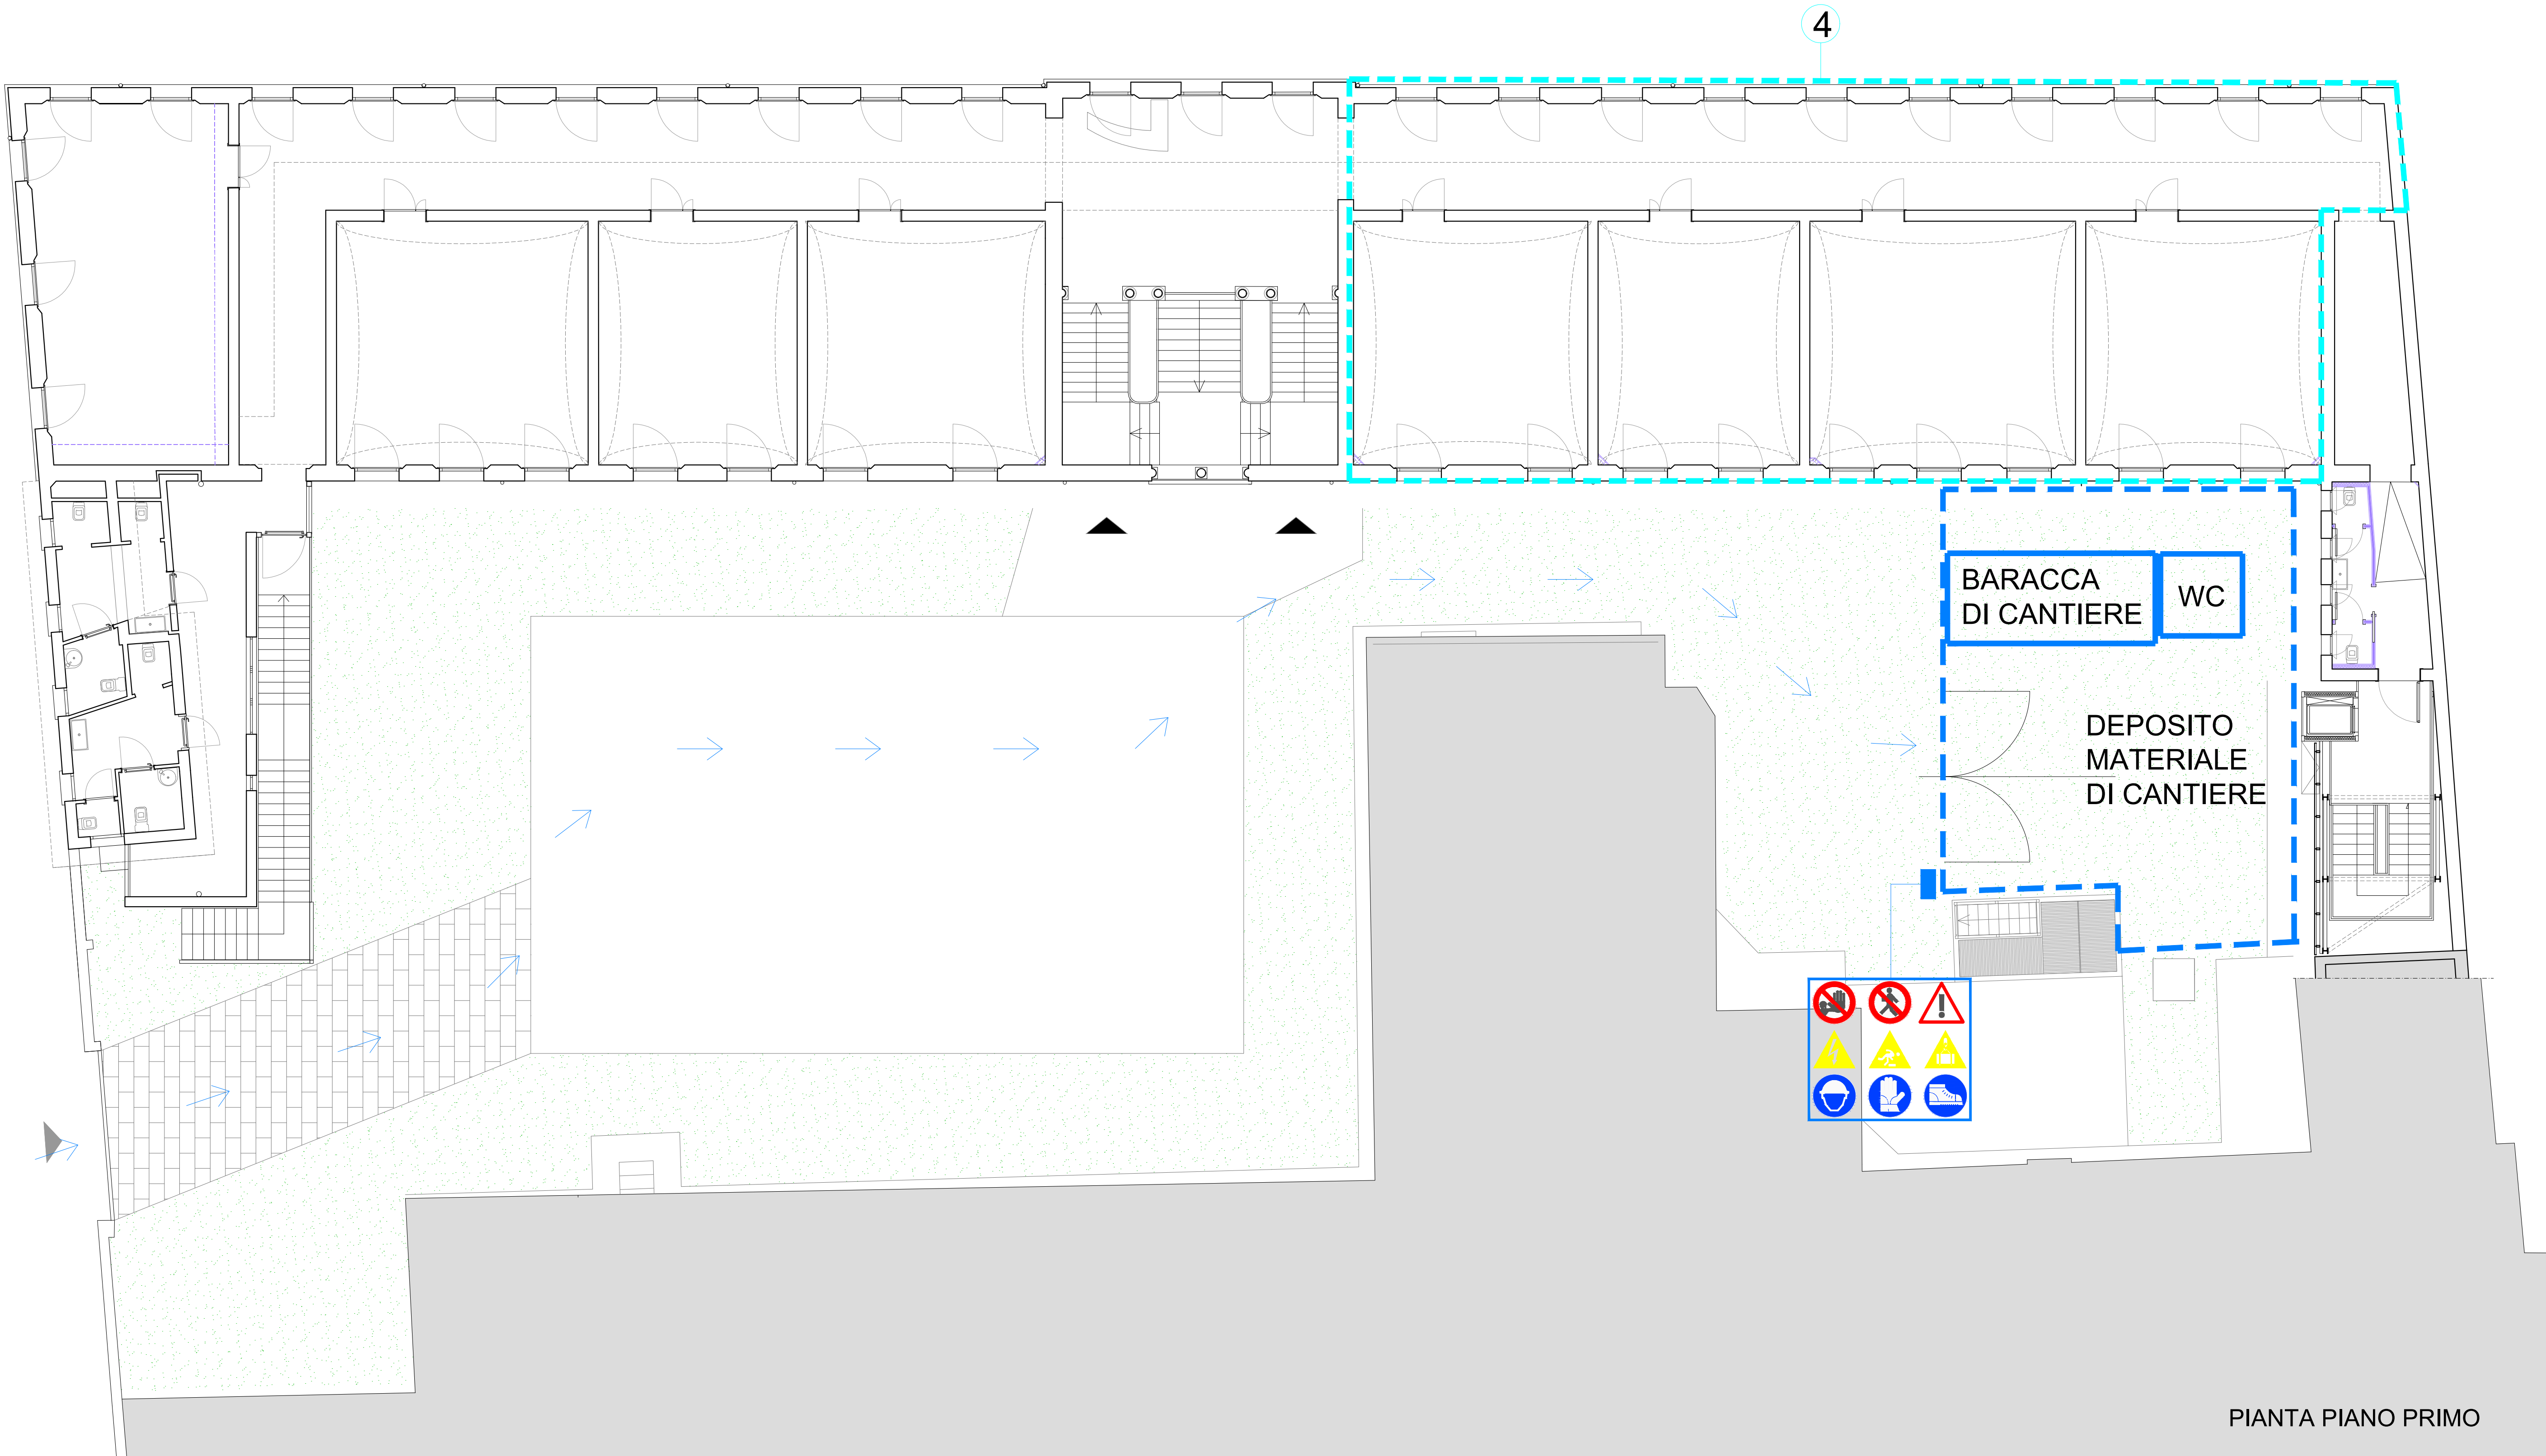 4
BARACCA
DI CANTIERE
WC
DEPOSITO
MATERIALE
DI CANTIERE
PIANTA PIANO PRIMO